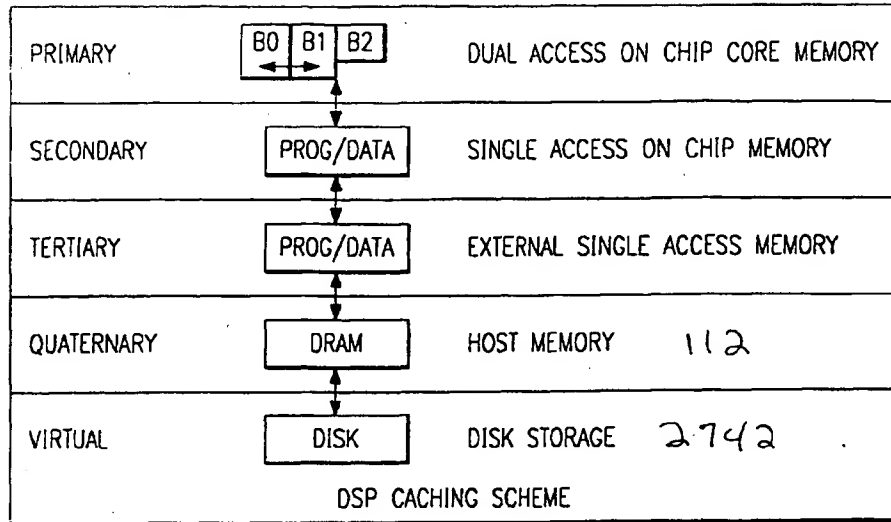 PRIMARY B0 B1 B2 DUAL ACCESS ON CHIP CORE MEMORY
SECONDARY PROG/DATA SINGLE ACCESS ON CHIP MEMORY
TERTIARY PROG/DATA EXTERNAL SINGLE ACCESS MEMORY
QUATERNARY DRAM HOST MEMORY 112
VIRTUAL DISK DISK STORAGE 2742
DSP CACHING SCHEME